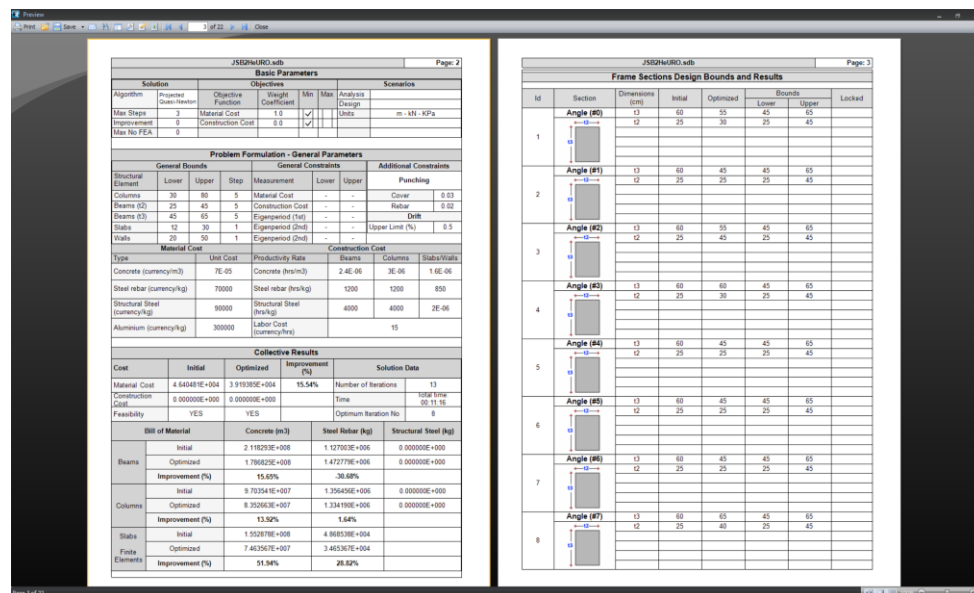 Preview
Print Save 3 of 22 Close
JSB2HeURO.sdb Page: 2
Basic Parameters
Solution Objectives Scenarios
Algorithm Projected Quasi-Newton Objective Function Weight Coefficient Min Max Analysis
Design
Max Steps 3 Material Cost 1.0 ✓ Units m - kN - KPa
Improvement 0 Construction Cost 0.0 ✓
Max No FEA 0
Problem Formulation - General Parameters
General Bounds General Constraints Additional Constraints
Structural Element Lower Upper Step Measurement Lower Upper Punching
Columns 30 80 5 Material Cost - - Cover 0.03
Beams (t2) 25 45 5 Construction Cost - - Rebar 0.02
Beams (t3) 45 65 5 Eigenperiod (1st) - - Drift
Slabs 12 30 1 Eigenperiod (2nd) - - Upper Limit (%) 0.5
Walls 20 50 1 Eigenperiod (2nd) - -
Material Cost Construction Cost
Type Unit Cost Productivity Rate Beams Columns Slabs/Walls
Concrete (currency/m3) 7E-05 Concrete (hrs/m3) 2.4E-06 3E-06 1.6E-06
Steel rebar (currency/kg) 70000 Steel rebar (hrs/kg) 1200 1200 850
Structural Steel (currency/kg) 90000 Structural Steel (hrs/kg) 4000 4000 2E-06
Aluminium (currency/kg) 300000 Labor Cost (currency/hrs) 15
Collective Results
Cost Initial Optimized Improvement (%) Solution Data
Material Cost 4.640481E+004 3.919385E+004 15.54% Number of Iterations 13
Construction Cost 0.000000E+000 0.000000E+000 Time Total time: 00:11:16
Feasibility YES YES Optimum Iteration No 8
Bill of Material Concrete (m3) Steel Rebar (kg) Structural Steel (kg)
Beams Initial 2.118293E+008 1.127003E+006 0.000000E+000
Optimized 1.786825E+008 1.472779E+006 0.000000E+000
Improvement (%) 15.65% -30.68%
Columns Initial 9.703541E+007 1.356456E+006 0.000000E+000
Optimized 8.352663E+007 1.334190E+006 0.000000E+000
Improvement (%) 13.92% 1.64%
Slabs Finite Elements Initial 1.552878E+008 4.868538E+004
Optimized 7.463567E+007 3.465367E+004
Improvement (%) 51.94% 28.82%
JSB2HeURO.sdb Page: 3
Frame Sections Design Bounds and Results
Id Section Dimensions (cm) Initial Optimized Bounds Locked
Lower Upper
1 Angle (#0) t3 60 55 45 65
t2 t2 25 30 25 45
t3
2 Angle (#1) t3 60 45 45 65
t2 t2 25 25 25 45
t3
3 Angle (#2) t3 60 55 45 65
t2 t2 25 45 25 45
t3
4 Angle (#3) t3 60 60 45 65
t2 t2 25 30 25 45
t3
5 Angle (#4) t3 60 45 45 65
t2 t2 25 25 25 45
t3
6 Angle (#5) t3 60 45 45 65
t2 t2 25 25 25 45
t3
7 Angle (#6) t3 60 45 45 65
t2 t2 25 25 25 45
t3
8 Angle (#7) t3 60 65 45 65
t2 t2 25 40 25 45
t3